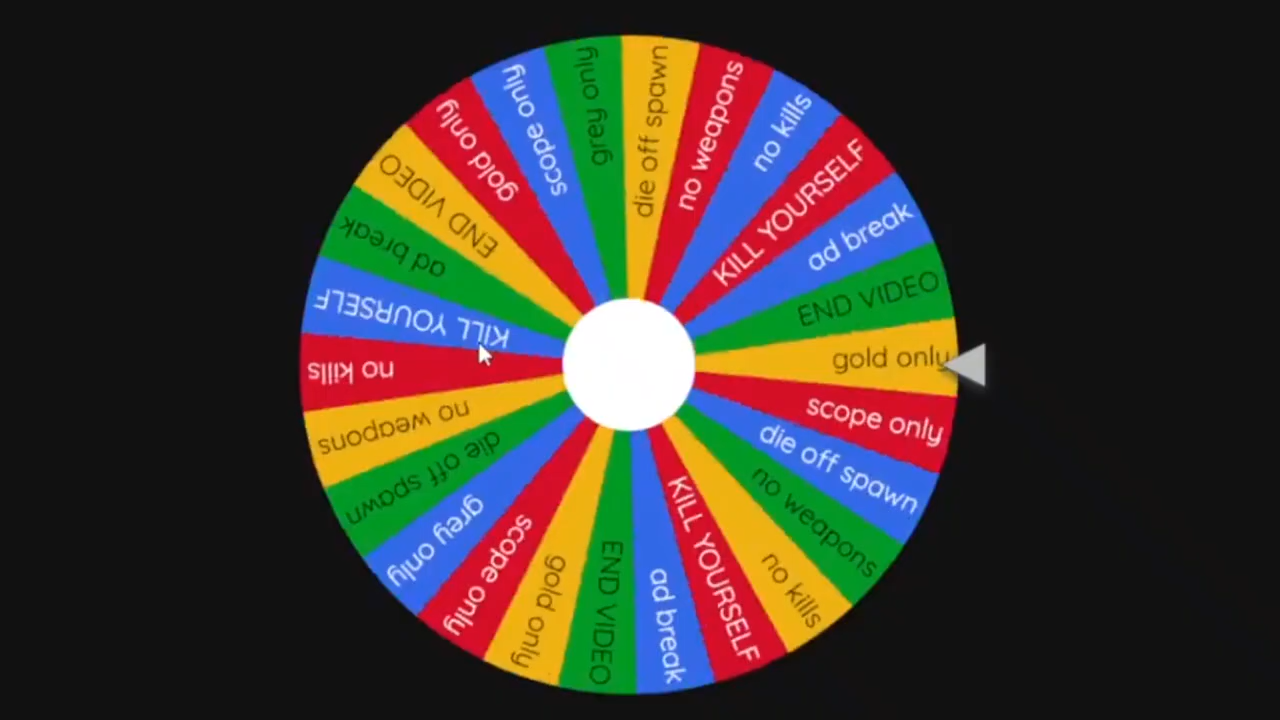 die off spawn
no weapons
no kills
KILL YOURSELF
ad break
END VIDEO
gold only
scope only
die off spawn
no weapons
no kills
KILL YOURSELF
ad break
END VIDEO
gold only
scope only
grey only
die off spawn
no weapons
no kills
KILL YOURSELF
ad break
END VIDEO
gold only
scope only
grey only